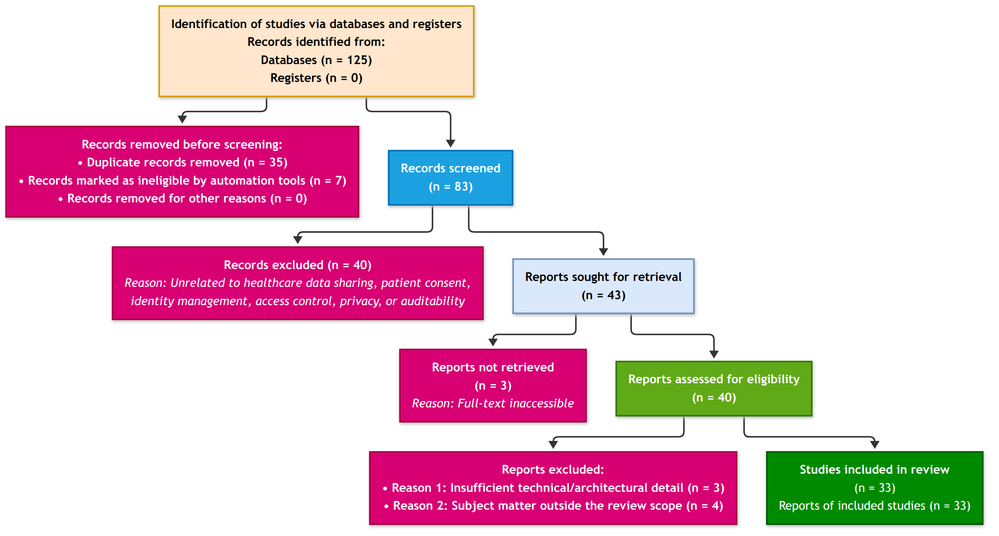 Identification of studies via databases and registers
Records identified from:
Databases (n = 125)
Registers (n = 0)
Records removed before screening:
• Duplicate records removed (n = 35)
• Records marked as ineligible by automation tools (n = 7)
• Records removed for other reasons (n = 0)
Records screened
(n = 83)
Records excluded (n = 40)
Reason: Unrelated to healthcare data sharing, patient consent,
identity management, access control, privacy, or auditability
Reports sought for retrieval
(n = 43)
Reports not retrieved
(n = 3)
Reason: Full-text inaccessible
Reports assessed for eligibility
(n = 40)
Reports excluded:
• Reason 1: Insufficient technical/architectural detail (n = 3)
• Reason 2: Subject matter outside the review scope (n = 4)
Studies included in review
(n = 33)
Reports of included studies (n = 33)